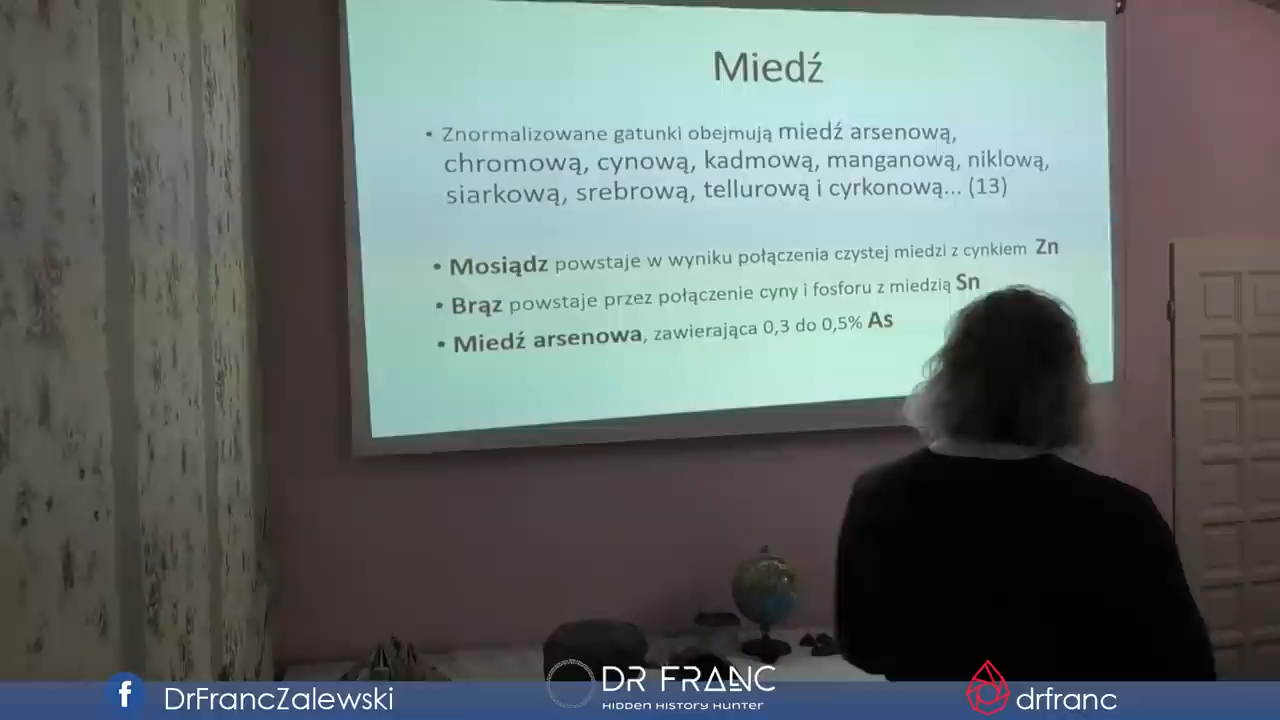 Miedź
• Znormalizowane gatunki obejmują miedź arsenową,
chromową, cynową, kadmową, manganową, niklową,
siarkową, srebrową, tellurową i cyrkonową... (13)
• Mosiądz powstaje w wyniku połączenia czystej miedzi z cynkiem Zn
• Brąz powstaje przez połączenie cyny i fosforu z miedzią Sn
• Miedź arsenowa, zawierająca 0,3 do 0,5% As
f DrFrancZalewski
DR FRANC
HIDDEN HISTORY HUNTER
drfranc